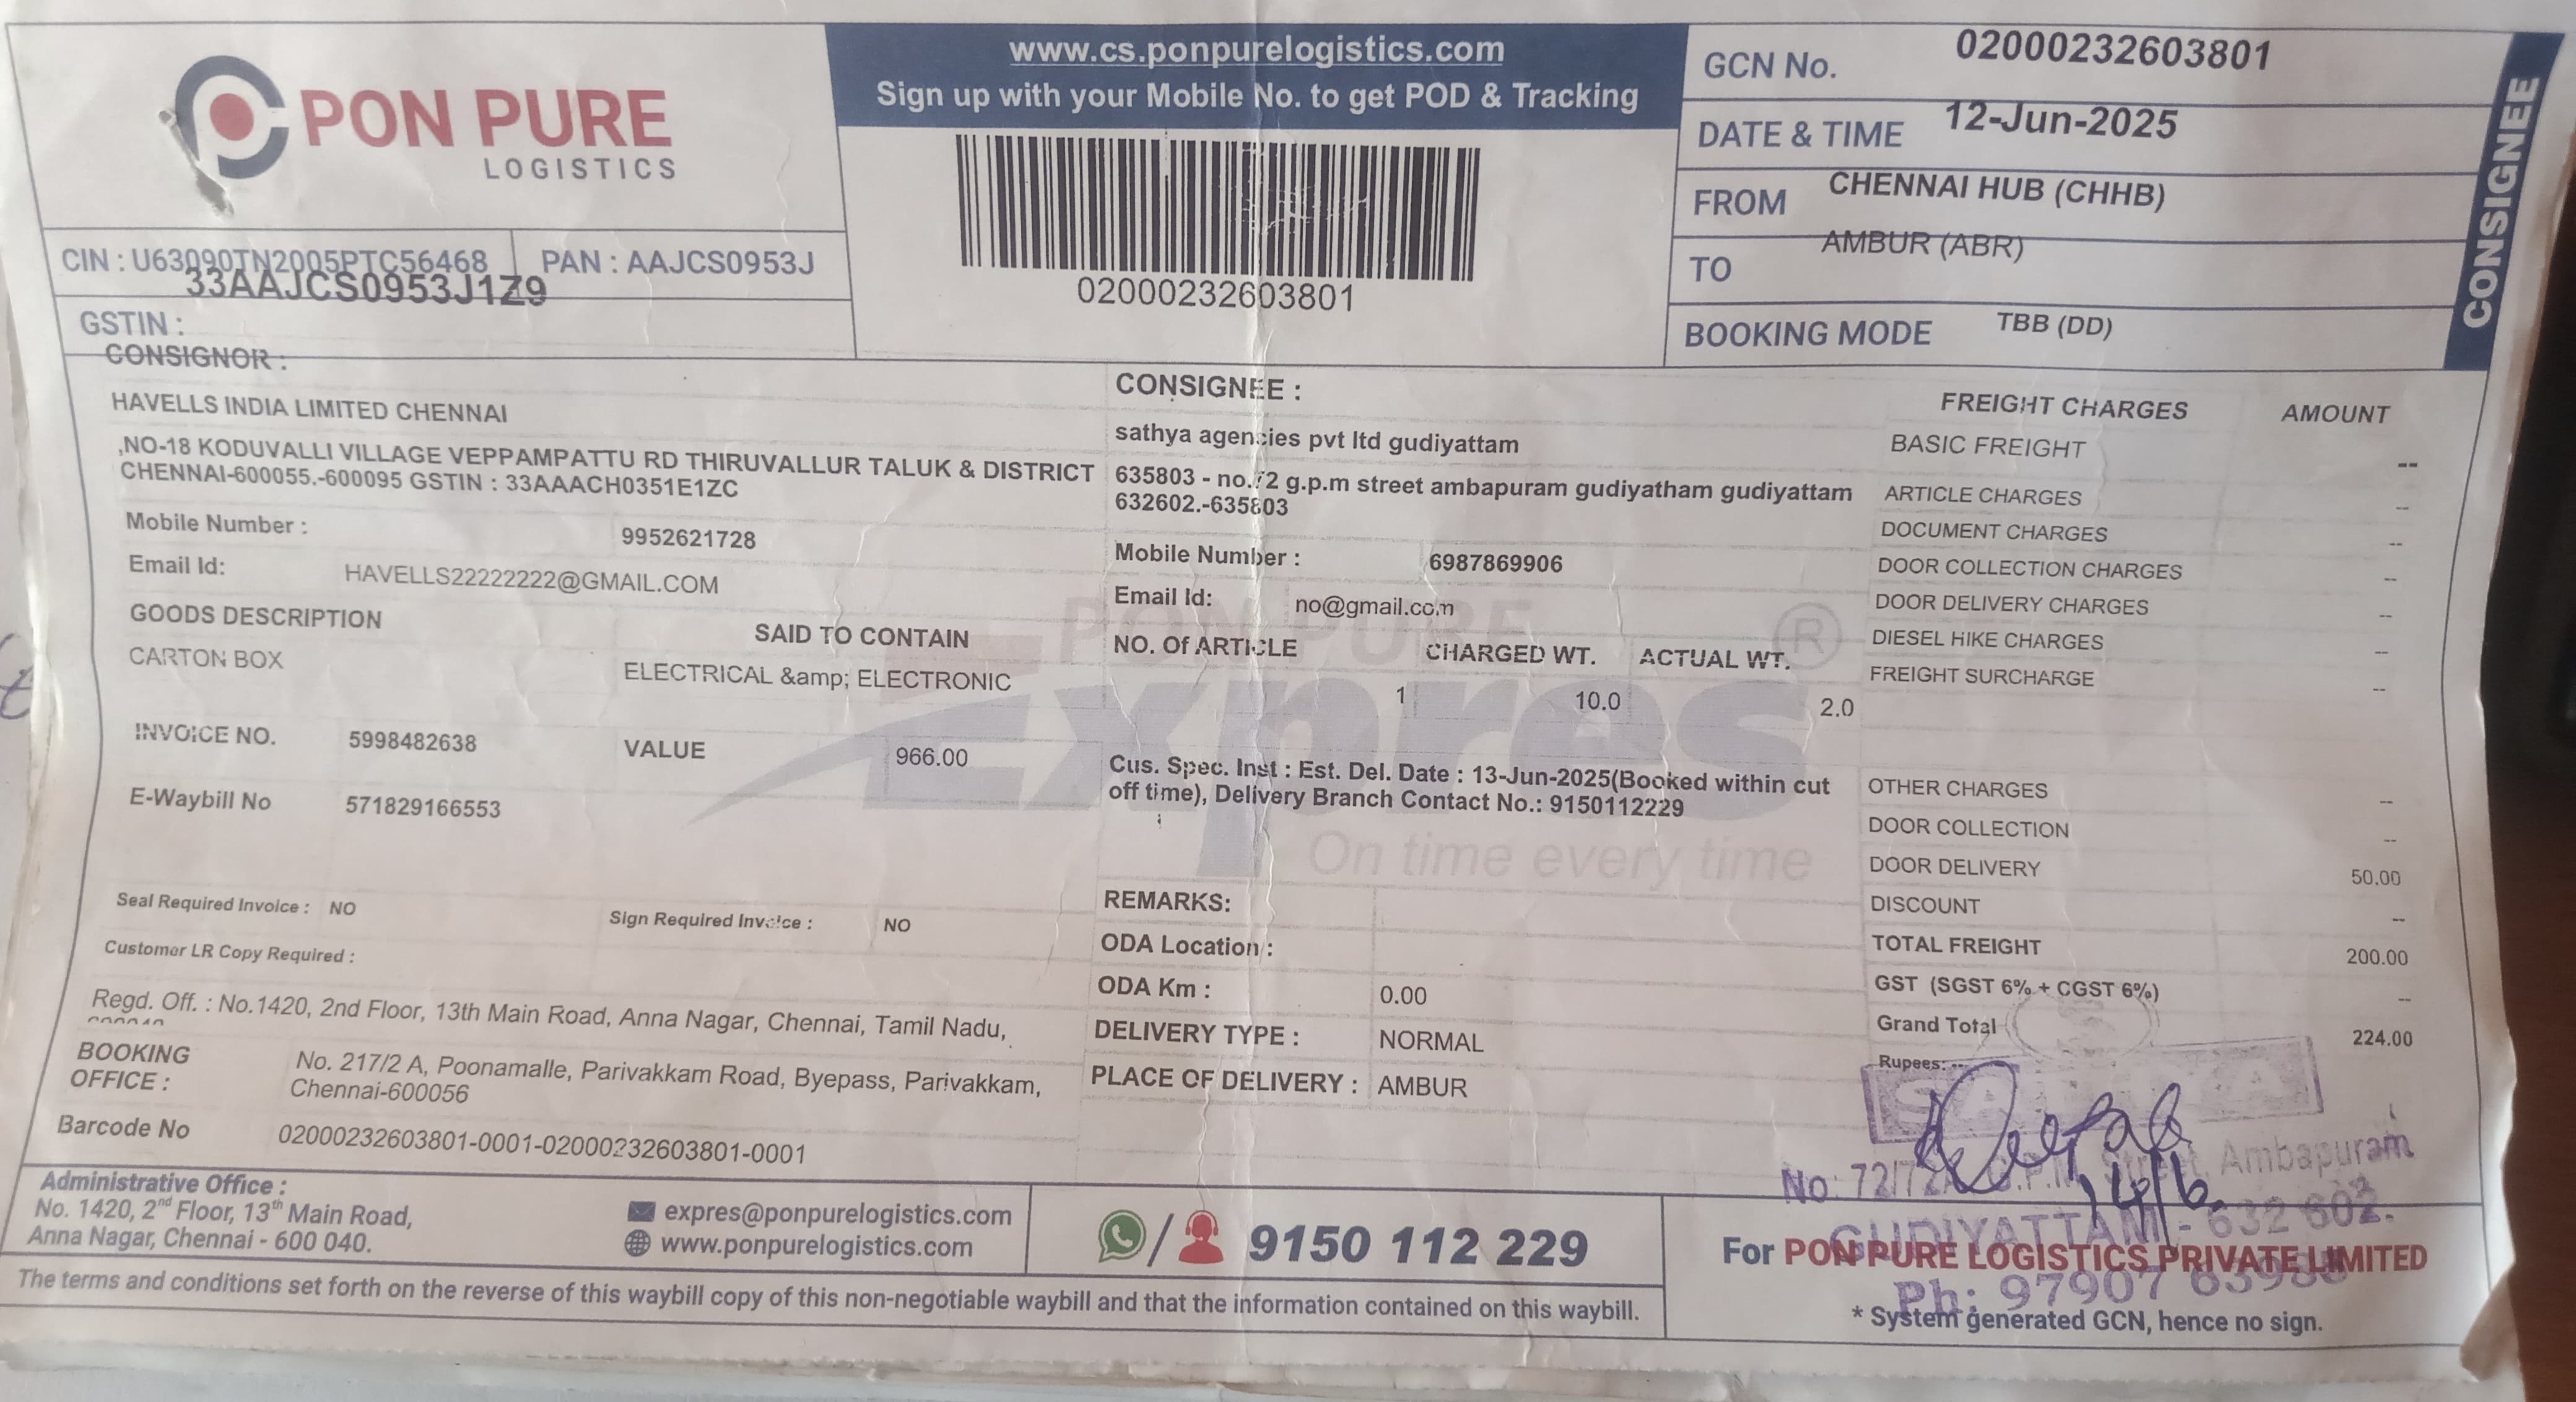 PON PURE
LOGISTICS
www.cs.ponpurelogistics.com
Sign up with your Mobile No. to get POD & Tracking
02000232603801
GCN No. 02000232603801
DATE & TIME 12-Jun-2025
FROM CHENNAI HUB (CHHB)
TO AMBUR (ABR)
BOOKING MODE TBB (DD)
CONSIGNEE
CIN : U63090TN2005PTC56468 PAN : AAJCS0953J
33AAJCS0953J1Z9
GSTIN :
CONSIGNOR :
HAVELLS INDIA LIMITED CHENNAI
,NO-18 KODUVALLI VILLAGE VEPPAMPATTU RD THIRUVALLUR TALUK & DISTRICT
CHENNAI-600055.-600095 GSTIN : 33AAACH0351E1ZC
Mobile Number : 9952621728
Email Id: HAVELLS22222222@GMAIL.COM
GOODS DESCRIPTION SAID TO CONTAIN
CARTON BOX ELECTRICAL &amp; ELECTRONIC
INVOICE NO. 5998482638 VALUE 966.00
E-Waybill No 571829166553
Seal Required Invoice : NO Sign Required Invoice : NO
Customer LR Copy Required :
Regd. Off. : No.1420, 2nd Floor, 13th Main Road, Anna Nagar, Chennai, Tamil Nadu,
BOOKING
OFFICE :
No. 217/2 A, Poonamalle, Parivakkam Road, Byepass, Parivakkam,
Chennai-600056
Barcode No 02000232603801-0001-02000232603801-0001
CONSIGNEE :
sathya agencies pvt ltd gudiyattam
635803 - no.72 g.p.m street ambapuram gudiyatham gudiyattam
632602.-635803
Mobile Number : 6987869906
Email Id: no@gmail.com
PON PURE
Expres ®
On time every time
NO. Of ARTICLE CHARGED WT. ACTUAL WT.
1 10.0 2.0
Cus. Spec. Inst : Est. Del. Date : 13-Jun-2025(Booked within cut
off time), Delivery Branch Contact No.: 9150112229
REMARKS:
ODA Location :
ODA Km : 0.00
DELIVERY TYPE : NORMAL
PLACE OF DELIVERY : AMBUR
FREIGHT CHARGES AMOUNT
BASIC FREIGHT --
ARTICLE CHARGES --
DOCUMENT CHARGES --
DOOR COLLECTION CHARGES --
DOOR DELIVERY CHARGES --
DIESEL HIKE CHARGES --
FREIGHT SURCHARGE --
OTHER CHARGES --
DOOR COLLECTION --
DOOR DELIVERY 50.00
DISCOUNT --
TOTAL FREIGHT 200.00
GST (SGST 6% + CGST 6%) --
Grand Total 224.00
Rupees: --
SATHYA
No: 72/72A G.P.M. Street, Ambapuram
14/6
GUDIYATTAM - 632 602.
Ph: 97907
Administrative Office :
No. 1420, 2nd Floor, 13th Main Road,
Anna Nagar, Chennai - 600 040.
expres@ponpurelogistics.com
www.ponpurelogistics.com
/ 9150 112 229
For PON PURE LOGISTICS PRIVATE LIMITED
The terms and conditions set forth on the reverse of this waybill copy of this non-negotiable waybill and that the information contained on this waybill.
* System generated GCN, hence no sign.